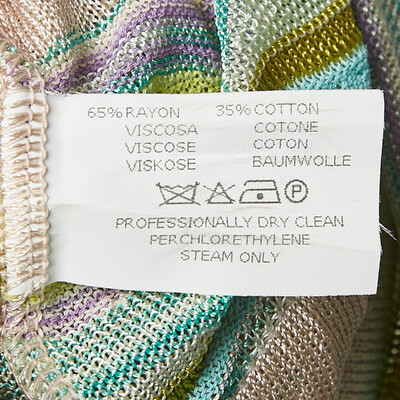 65% RAYON 35% COTTON
VISCOSA COTONE
VISCOSE COTON
VISKOSE BAUMWOLLE
P
PROFESSIONALLY DRY CLEAN
PERCHLORETHYLENE
STEAM ONLY